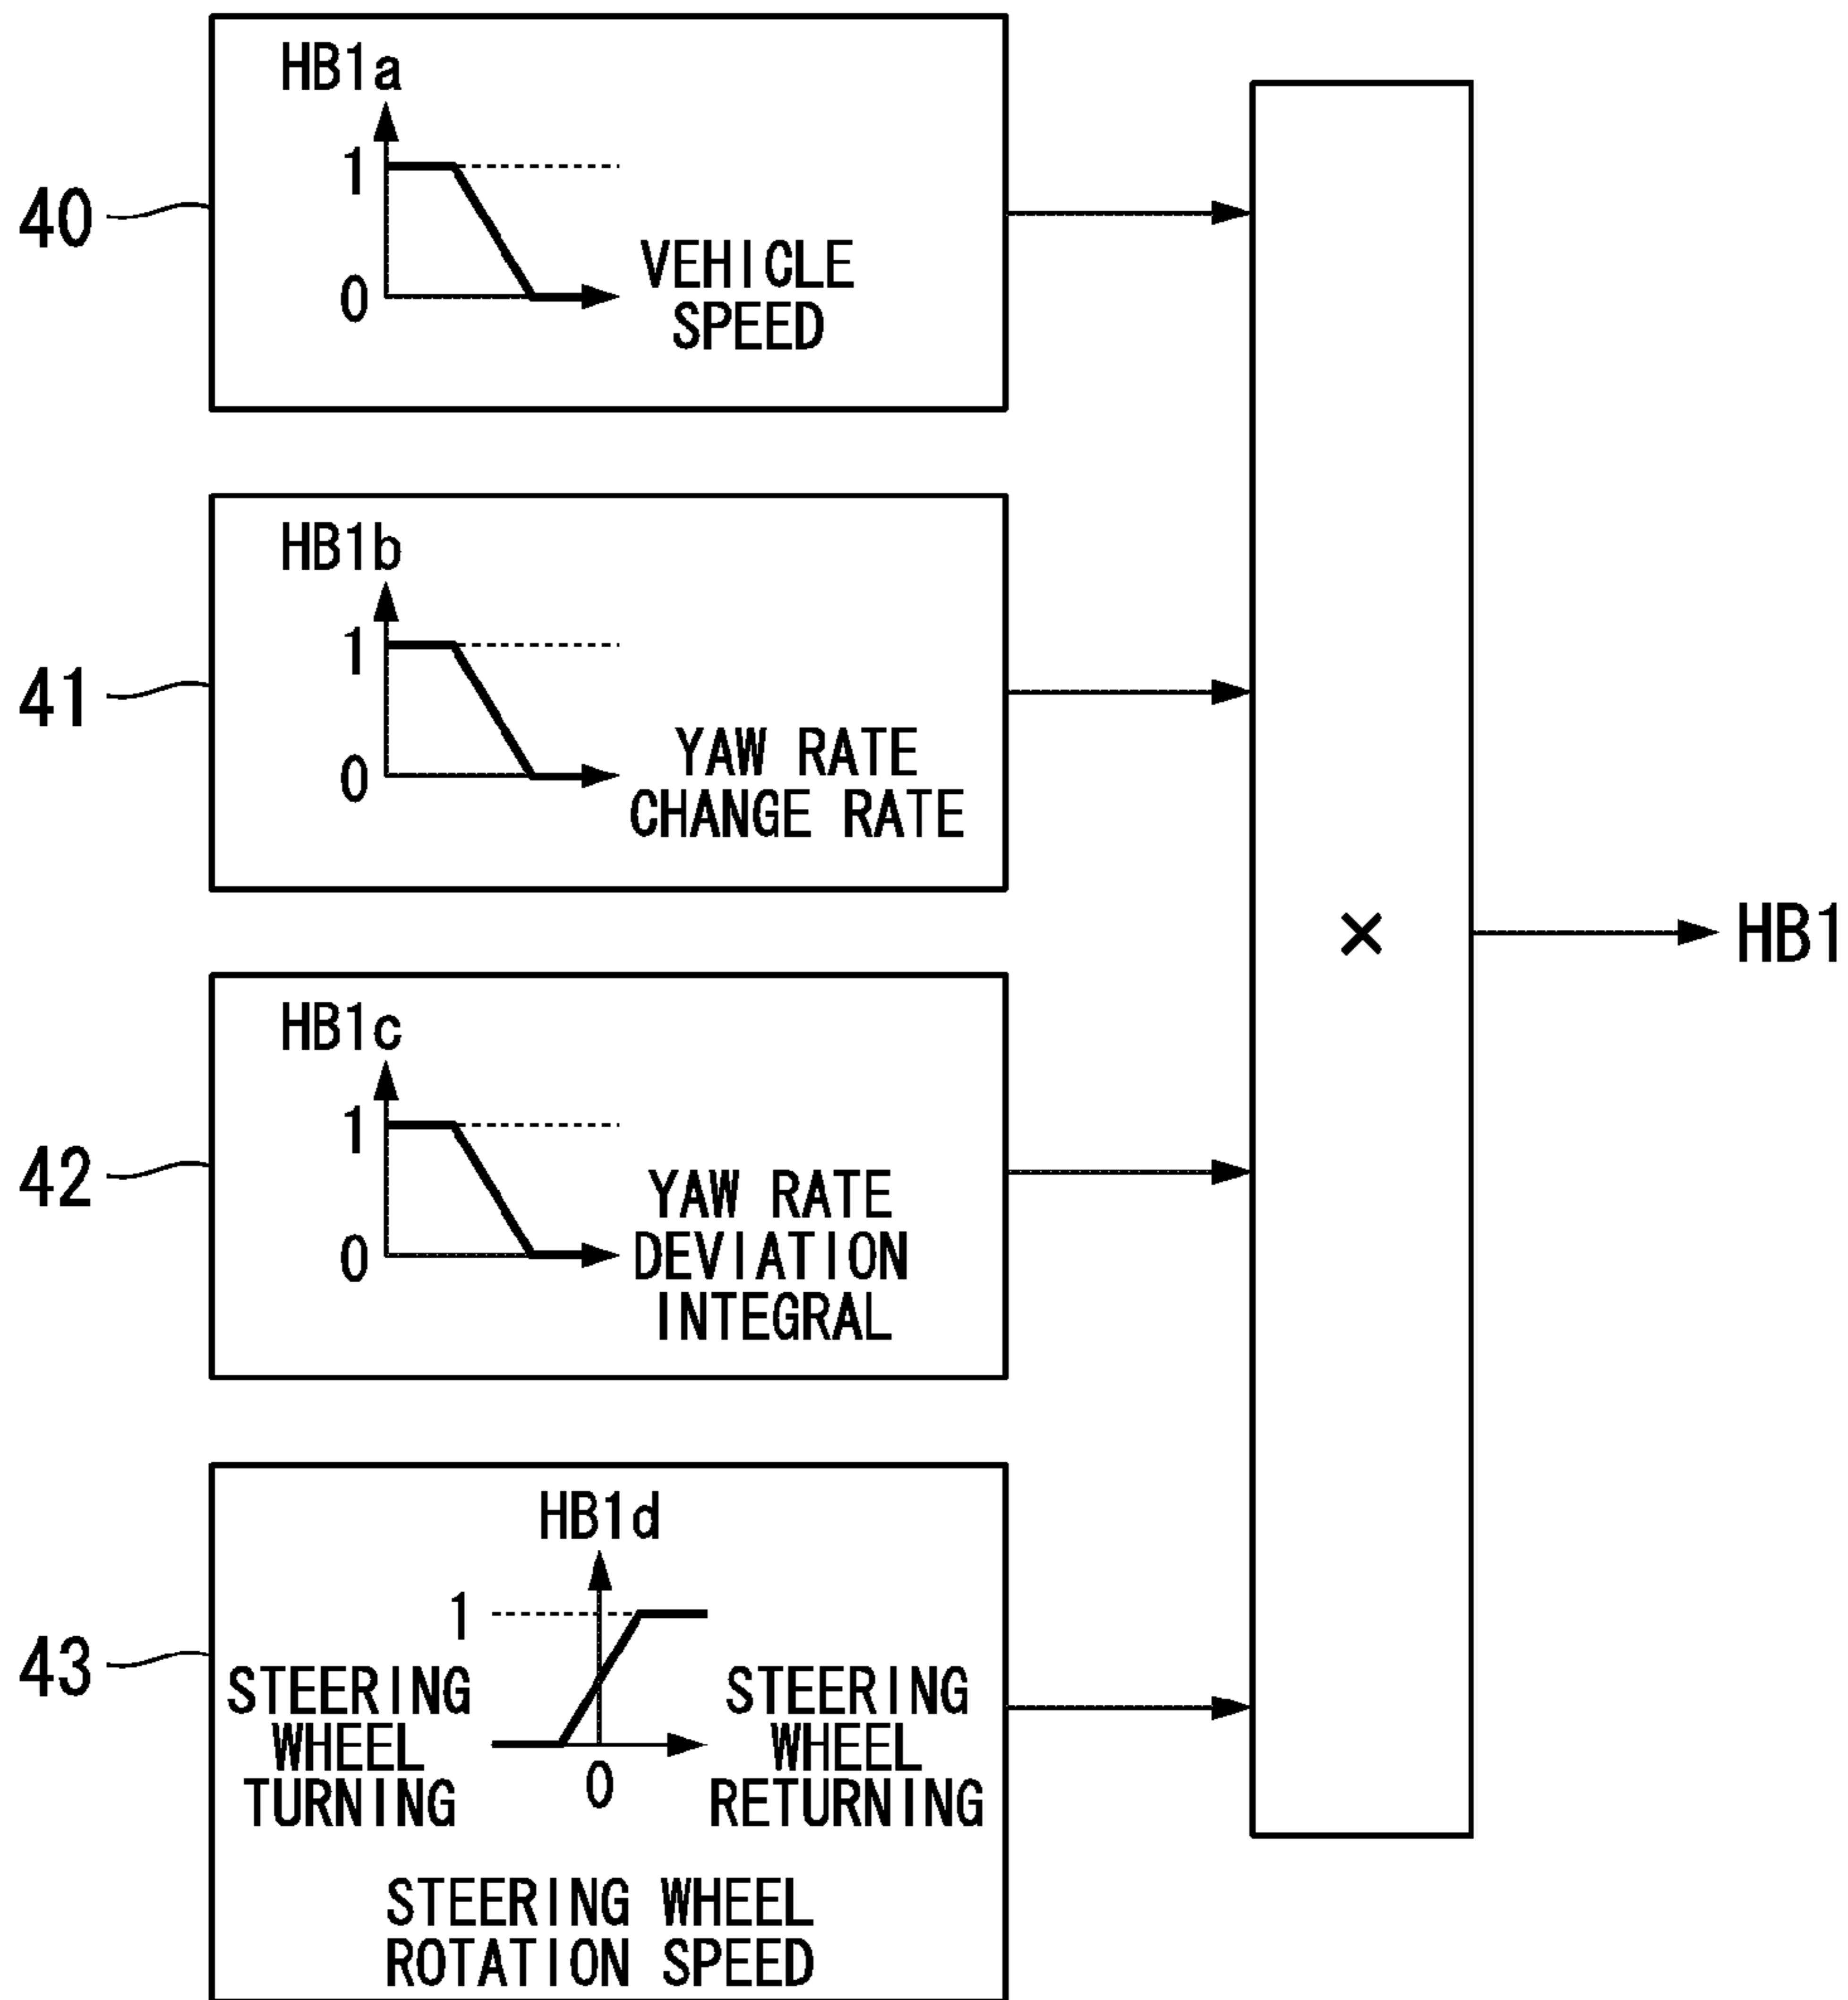 HB1a
1
40
0
VEHICLE
SPEED
HB1b
1
41
0
YAW RATE
CHANGE RATE
×
HB1
HB1c
1
42
0
YAW RATE
DEVIATION
INTEGRAL
HB1d
1
43
STEERING
WHEEL
TURNING
0
STEERING
WHEEL
RETURNING
STEERING WHEEL
ROTATION SPEED